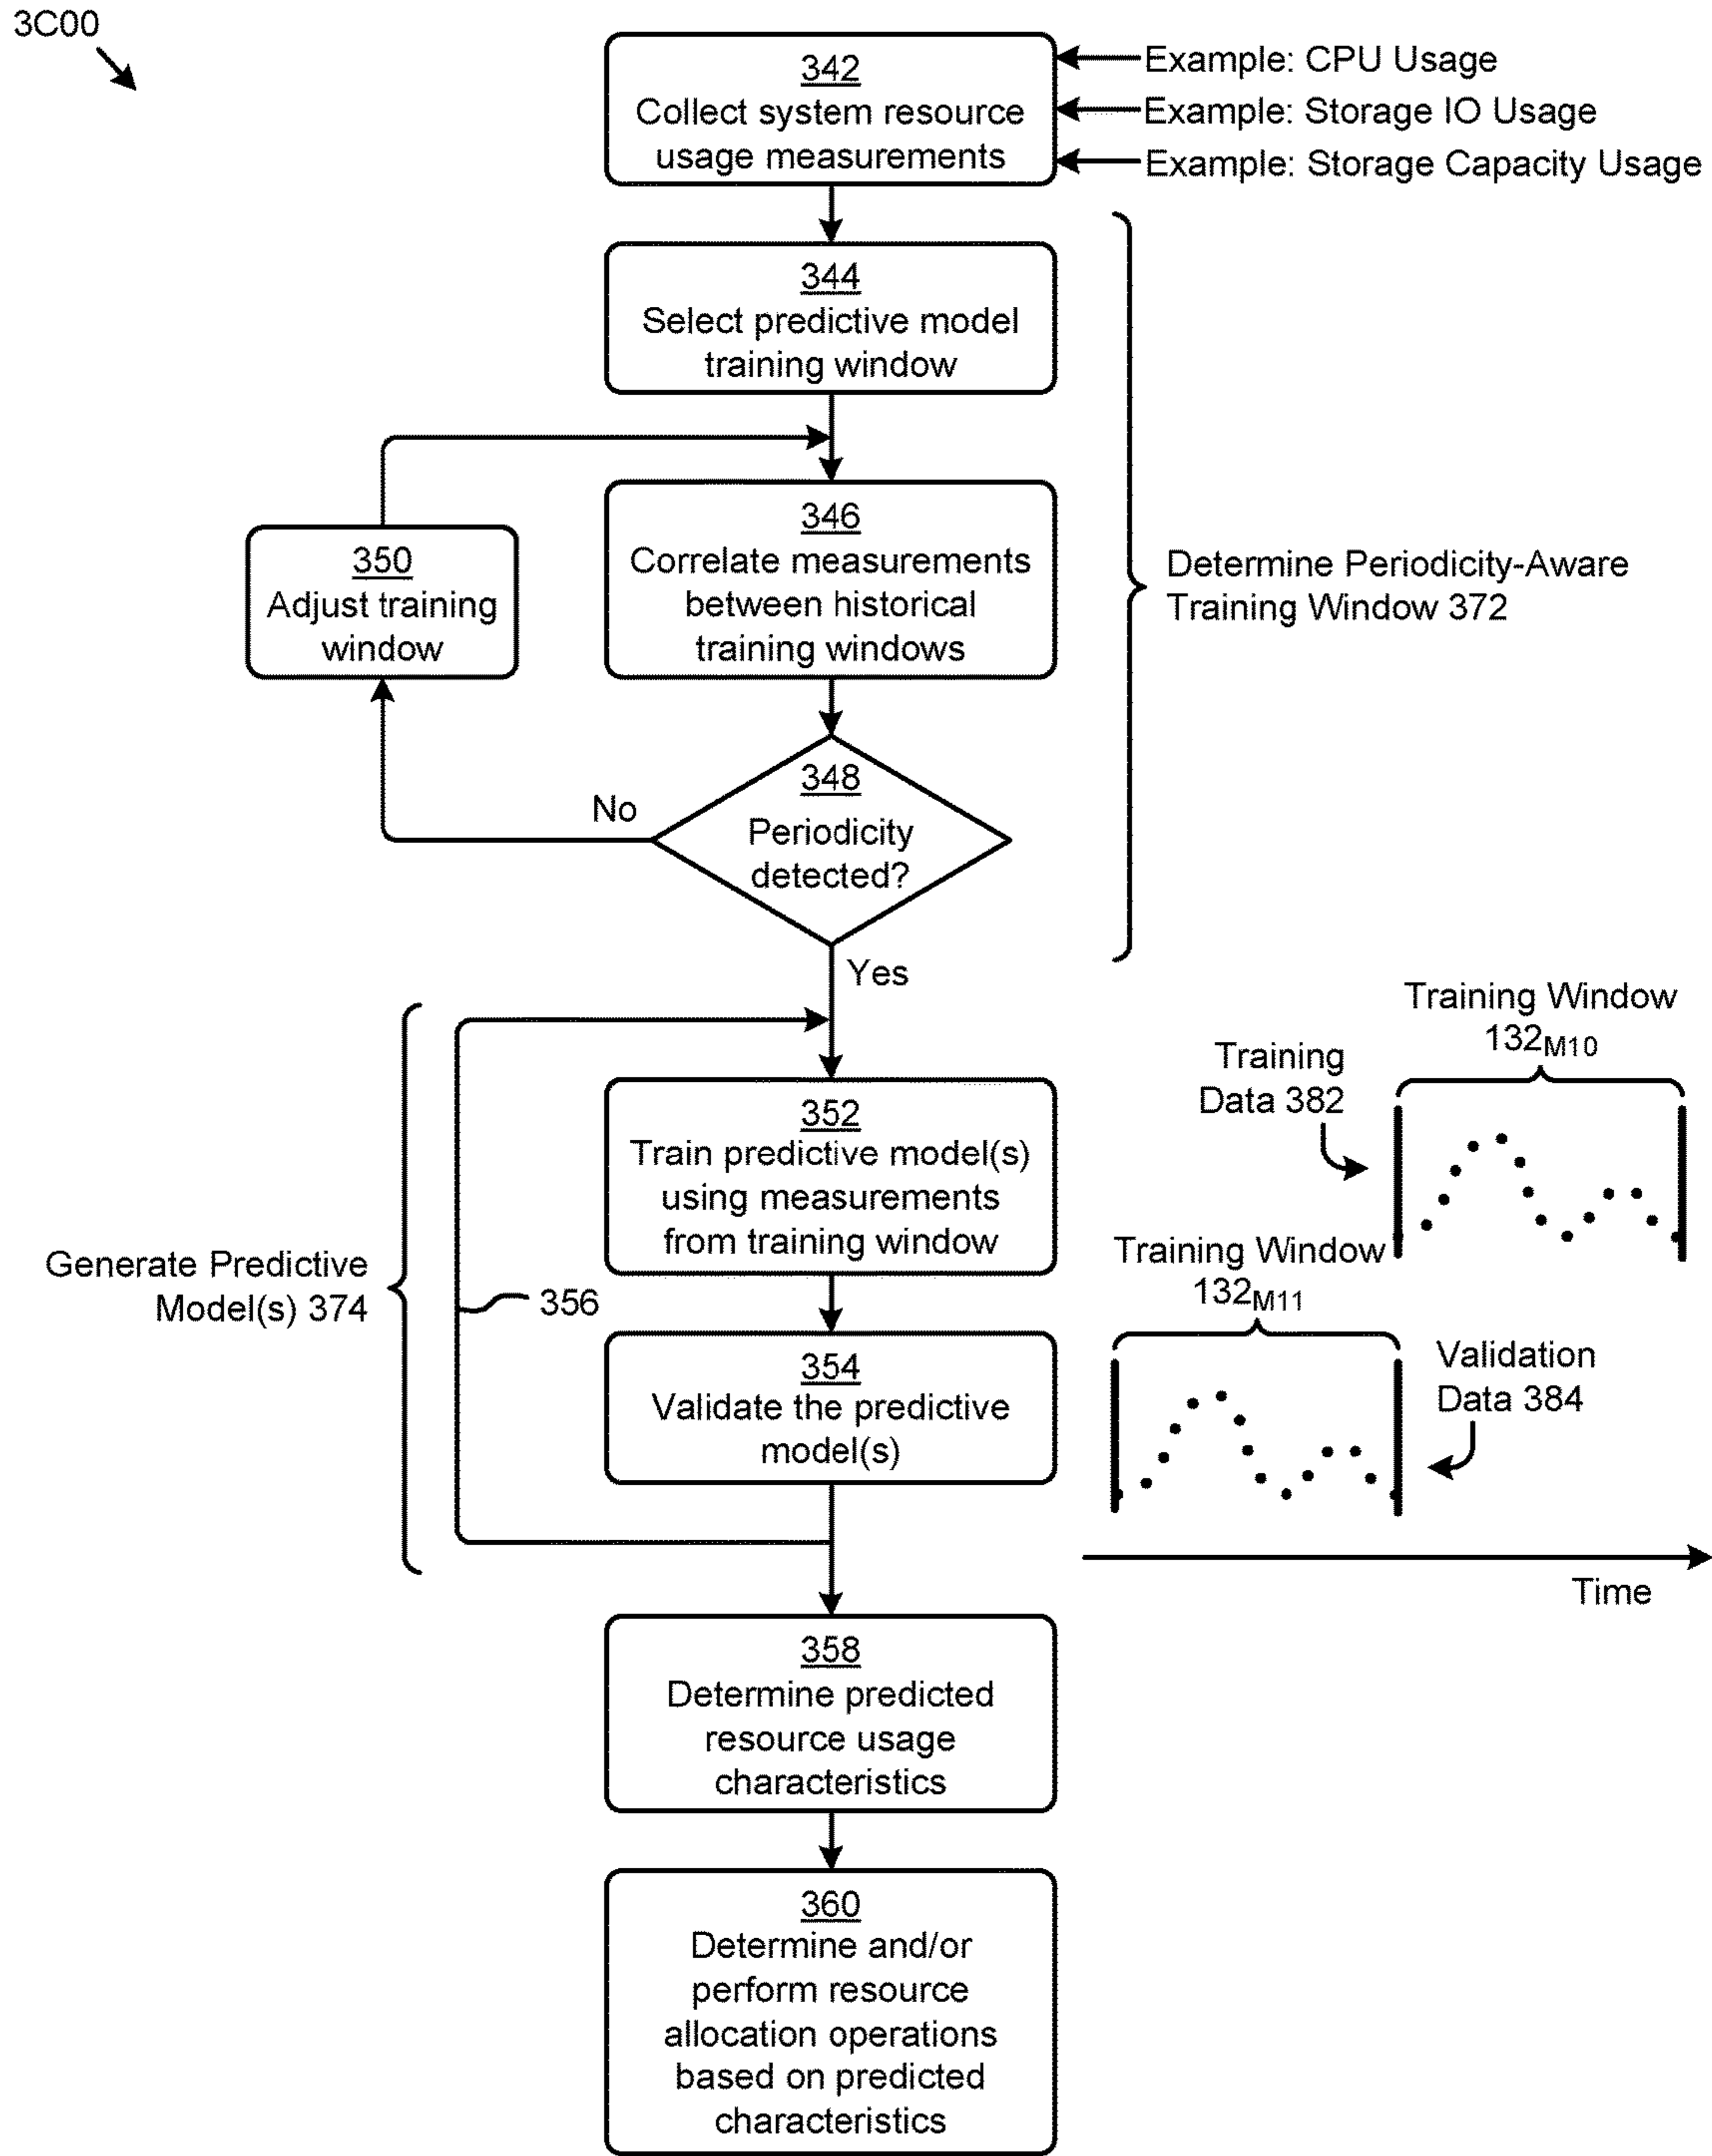 3C00
342
Collect system resource
usage measurements
Example: CPU Usage
Example: Storage IO Usage
Example: Storage Capacity Usage
344
Select predictive model
training window
346
Correlate measurements
between historical
training windows
350
Adjust training
window
Determine Periodicity-Aware
Training Window 372
348
Periodicity
detected?
No
Yes
Training Window
132M10
Training
Data 382
352
Train predictive model(s)
using measurements
from training window
Generate Predictive
Model(s) 374
356
Training Window
132M11
354
Validate the predictive
model(s)
Validation
Data 384
Time
358
Determine predicted
resource usage
characteristics
360
Determine and/or
perform resource
allocation operations
based on predicted
characteristics